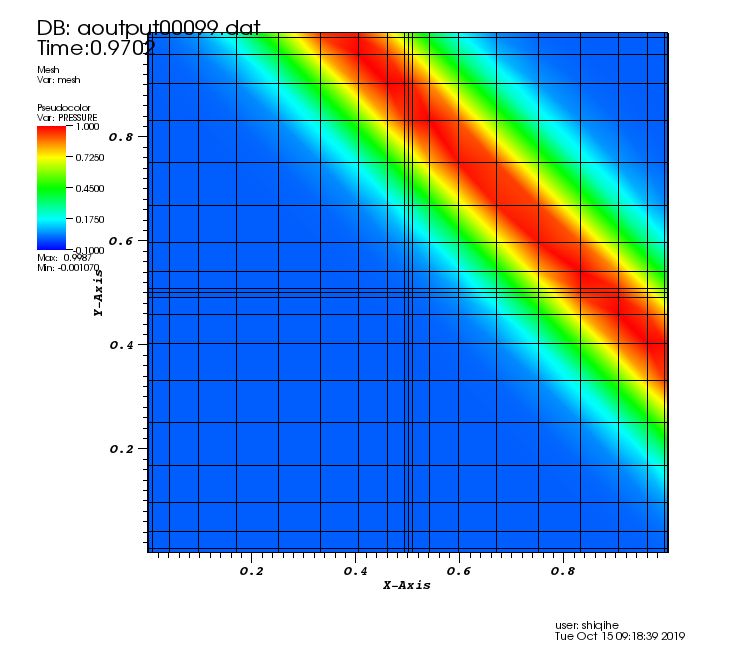 DB: aoutput00099.dat
Time:0.9702
Mesh
Var: mesh
Pseudocolor
Var: PRESSURE
1.000
0.7250
0.4500
0.1750
-0.1000
Max: 0.9987
Min: -0.001070
0.8
0.6
0.4
0.2
Y-Axis
0.2 0.4 0.6 0.8
X-Axis
user: shiqihe
Tue Oct 15 09:18:39 2019